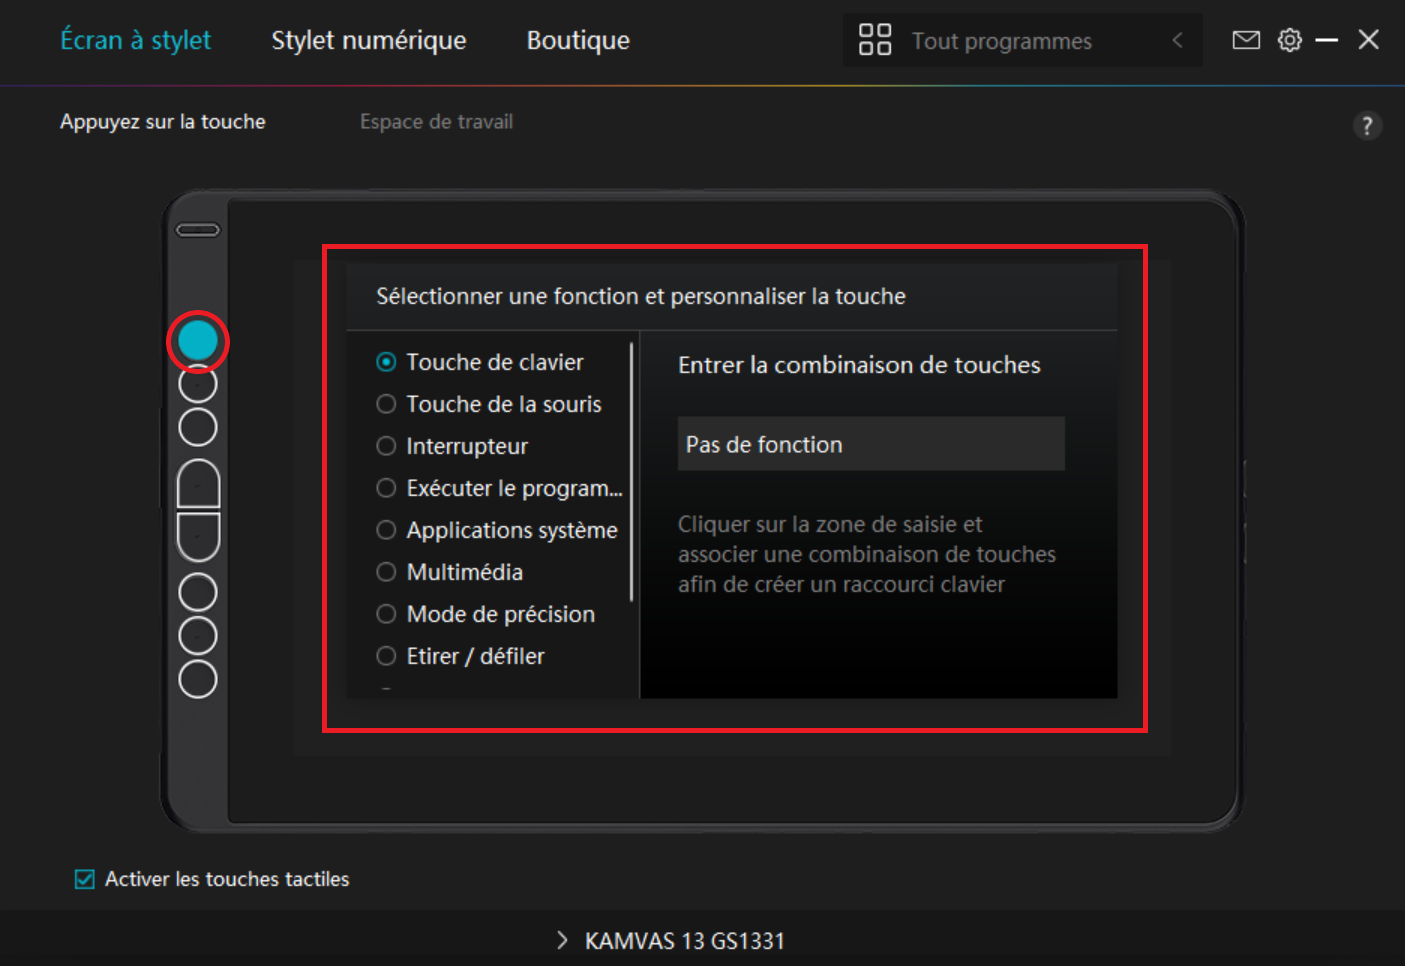 Écran à stylet
Stylet numérique
Boutique
Tout programmes
Appuyez sur la touche
Espace de travail
?
Sélectionner une fonction et personnaliser la touche
Touche de clavier
Touche de la souris
Interrupteur
Exécuter le program...
Applications système
Multimédia
Mode de précision
Etirer / défiler
Entrer la combinaison de touches
Pas de fonction
Cliquer sur la zone de saisie et
associer une combinaison de touches
afin de créer un raccourci clavier
Activer les touches tactiles
KAMVAS 13 GS1331